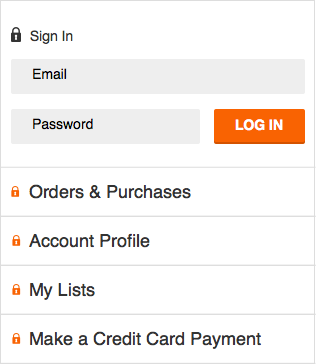 Sign In
Email
Password
LOG IN
Orders & Purchases
Account Profile
My Lists
Make a Credit Card Payment